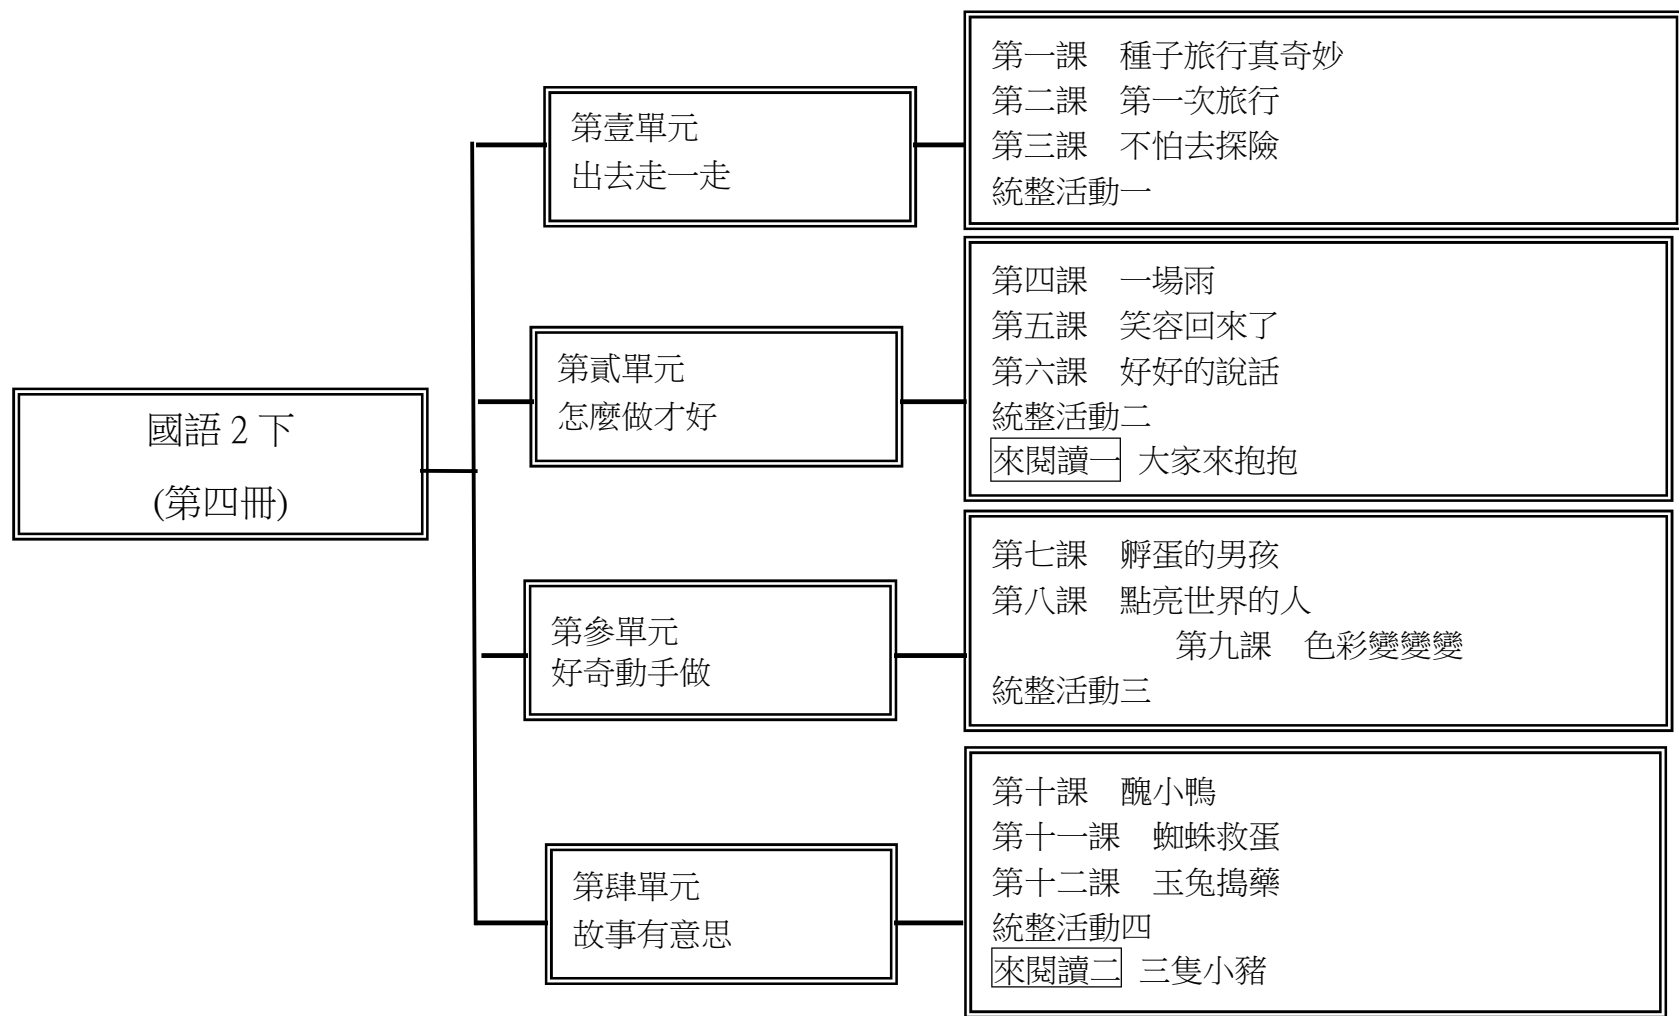 國語 2 下
(第四冊)
第壹單元
出去走一走
第一課　種子旅行真奇妙
第二課　第一次旅行
第三課　不怕去探險
統整活動一
第貳單元
怎麼做才好
第四課　一場雨
第五課　笑容回來了
第六課　好好的說話
統整活動二
來閱讀一 大家來抱抱
第參單元
好奇動手做
第七課　孵蛋的男孩
第八課　點亮世界的人
第九課　色彩變變變
統整活動三
第肆單元
故事有意思
第十課　醜小鴨
第十一課　蜘蛛救蛋
第十二課　玉兔搗藥
統整活動四
來閱讀二 三隻小豬